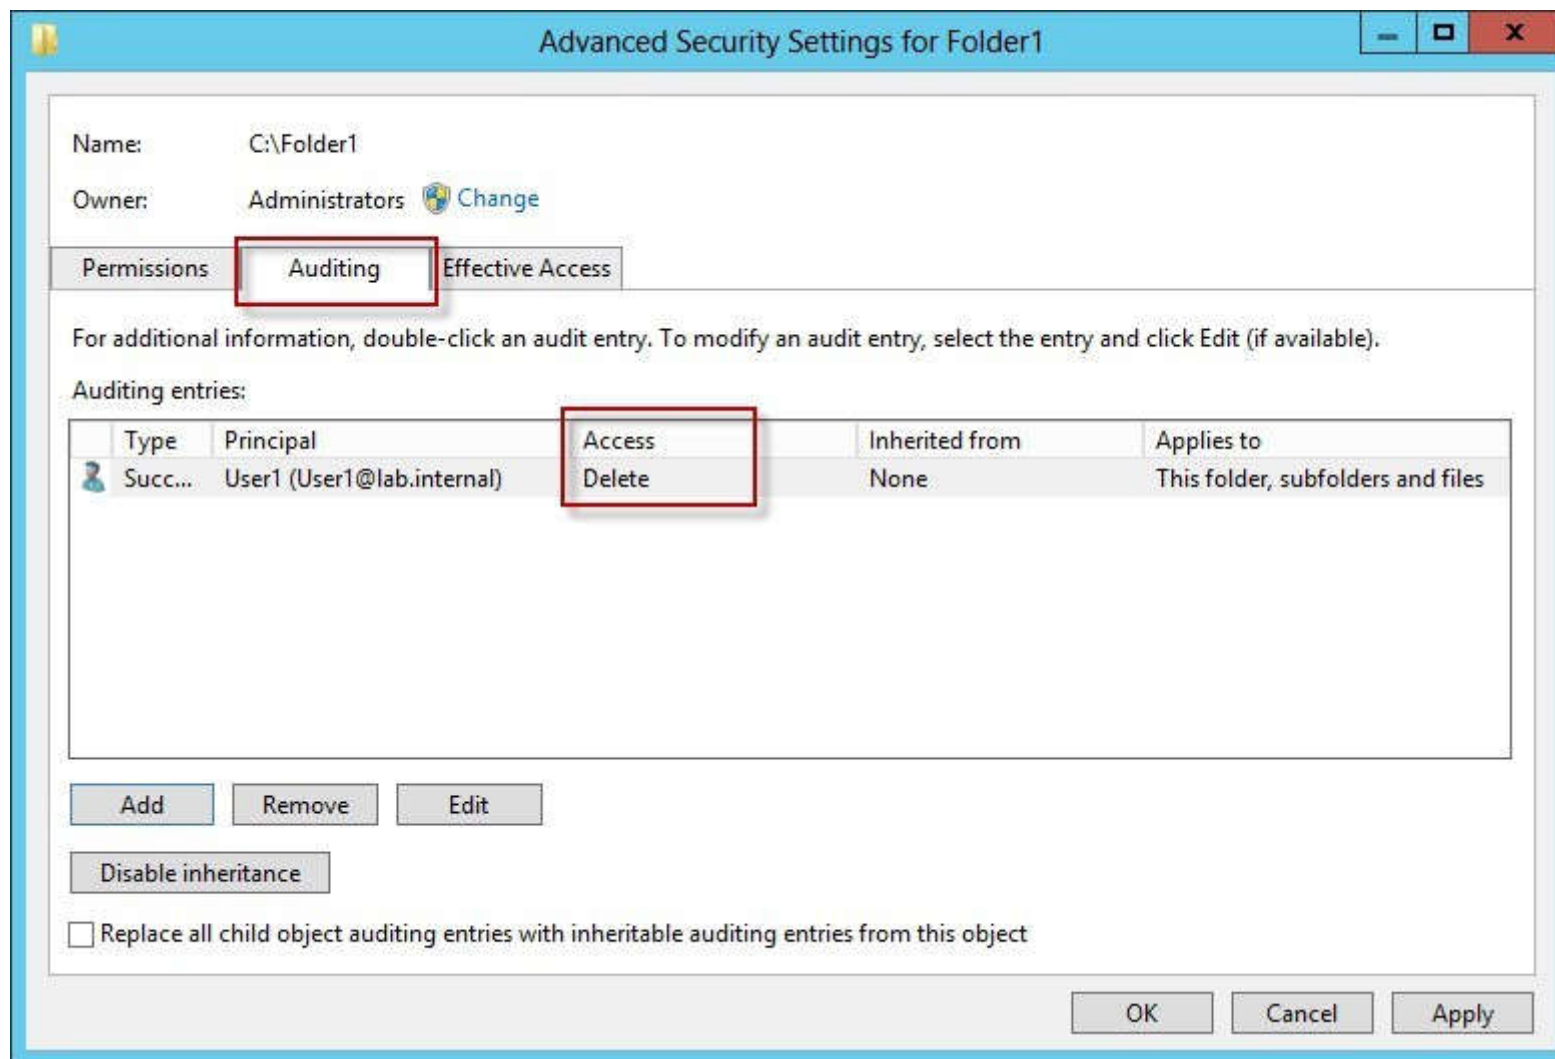 Advanced Security Settings for Folder1
x
Name: C:\Folder1
Owner: Administrators Change
Permissions Auditing Effective Access
For additional information, double-click an audit entry. To modify an audit entry, select the entry and click Edit (if available).
Auditing entries:
Type Principal Access Inherited from Applies to
Succ... User1 (User1@lab.internal) Delete None This folder, subfolders and files
Add Remove Edit
Disable inheritance
Replace all child object auditing entries with inheritable auditing entries from this object
OK Cancel Apply